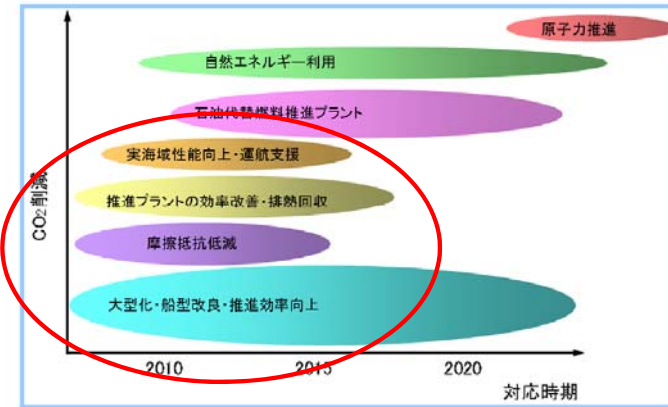 原子力推進
自然エネルギー利用
石油代替燃料推進プラント
実海域性能向上・運航支援
推進プラントの効率改善・排熱回収
摩擦抵抗低減
大型化・船型改良・推進効率向上
CO2削減
2010 2015 2020
対応時期